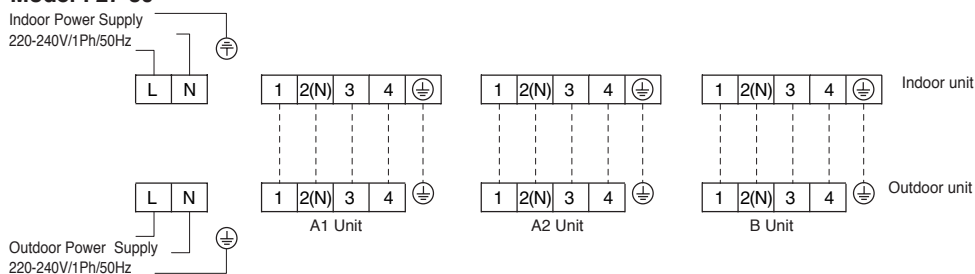 Indoor Power Supply
220-240V/1Ph/50Hz
L N
1 2(N) 3 4
1 2(N) 3 4
1 2(N) 3 4
Indoor unit
L N
1 2(N) 3 4
1 2(N) 3 4
1 2(N) 3 4
Outdoor unit
A1 Unit
A2 Unit
B Unit
Outdoor Power Supply
220-240V/1Ph/50Hz